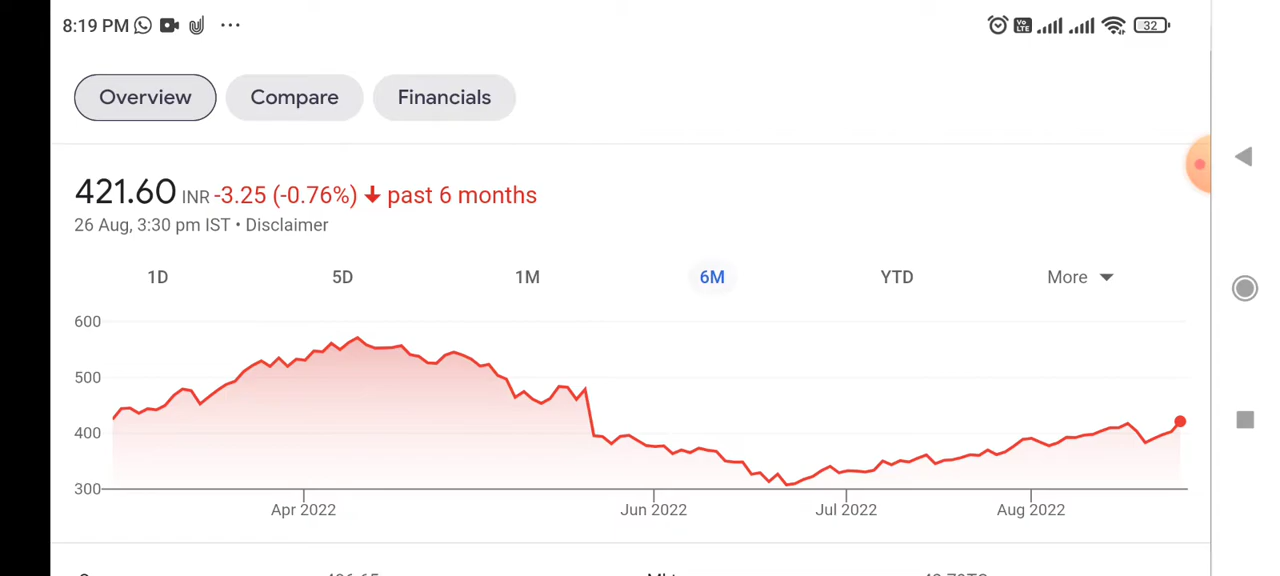 8:19 PM ... Vo LTE 32
Overview Compare Financials
421.60 INR -3.25 (-0.76%) ↓ past 6 months
26 Aug, 3:30 pm IST • Disclaimer
1D 5D 1M 6M YTD More
600
500
400
300
Apr 2022 Jun 2022 Jul 2022 Aug 2022